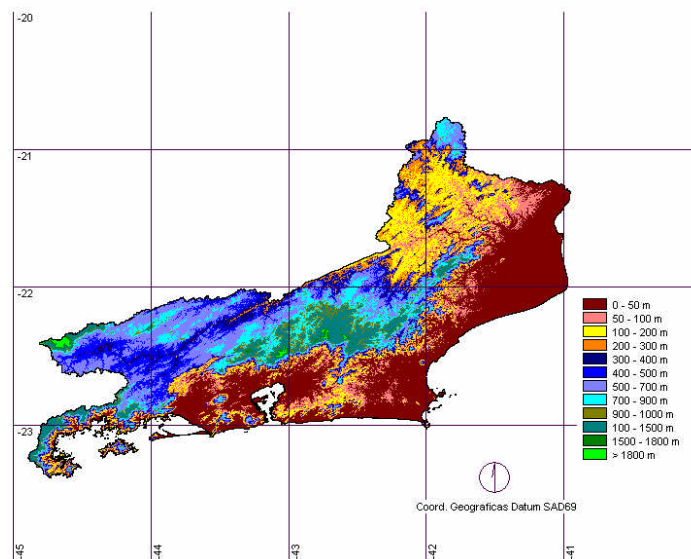 -20
-21
-22
-23
-45
-44
-43
-42
-41
0 - 50 m
50 - 100 m
100 - 200 m
200 - 300 m
300 - 400 m
400 - 500 m
500 - 700 m
700 - 900 m
900 - 1000 m
100 - 1500 m
1500 - 1800 m
> 1800 m
Coord. Geograficas Datum SAD69